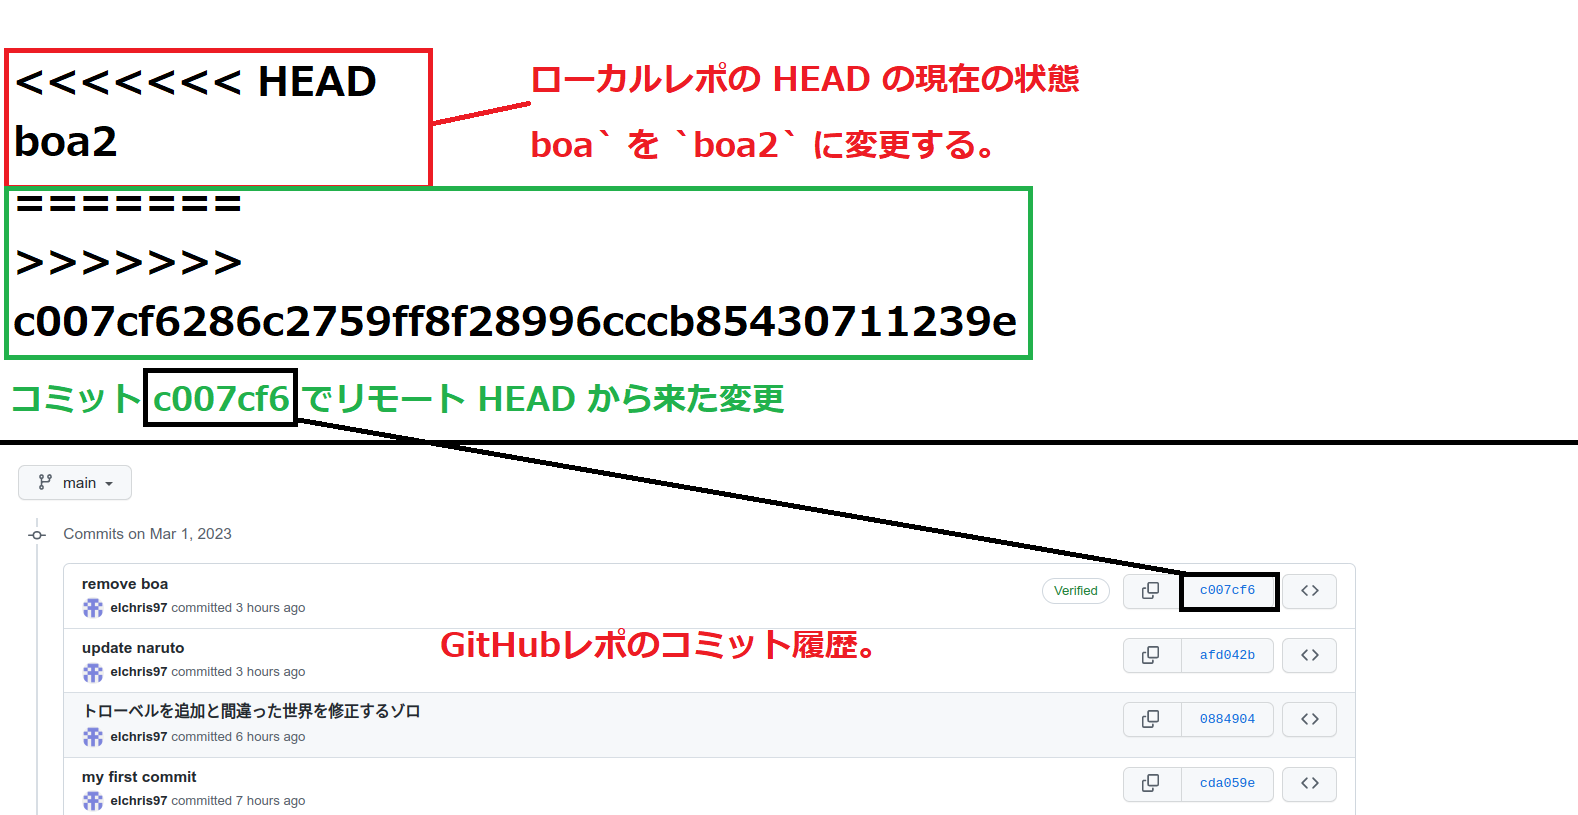 <<<<<<< HEAD
boa2
ローカルレポの HEAD の現在の状態
boa` を `boa2` に変更する。
=======
>>>>>>>
c007cf6286c2759ff8f28996cccb85430711239e
コミット c007cf6 でリモート HEAD から来た変更
main
Commits on Mar 1, 2023
remove boa
elchris97 committed 3 hours ago
Verified
c007cf6
<>
GitHubレポのコミット履歴。
update naruto
elchris97 committed 3 hours ago
afd042b
<>
トローベルを追加と間違った世界を修正するゾロ
elchris97 committed 6 hours ago
0884904
<>
my first commit
elchris97 committed 7 hours ago
cda059e
<>